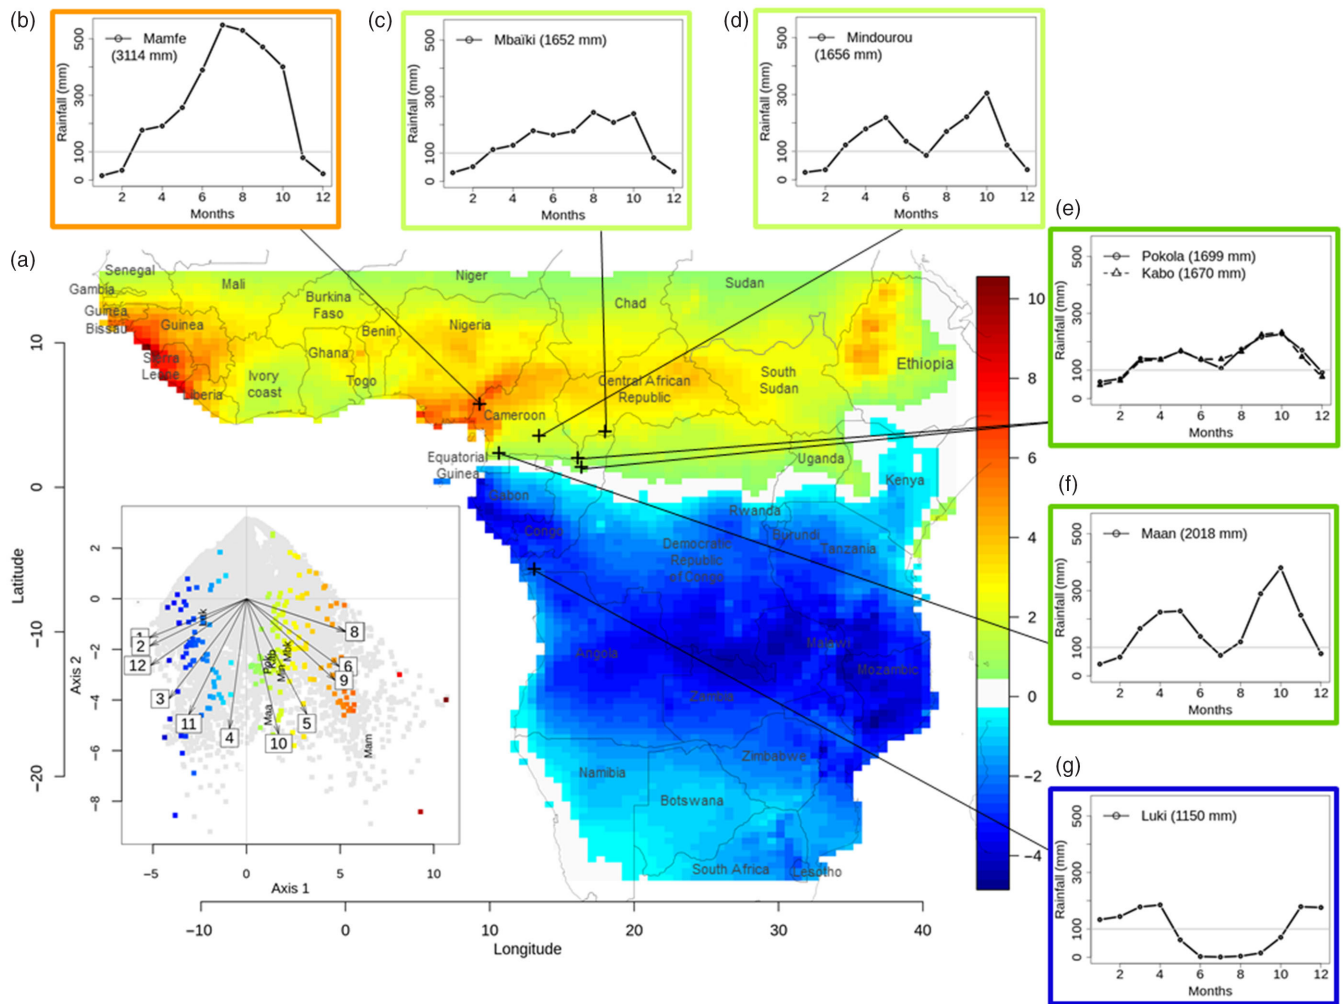 (b)
Mamfe
(3114 mm)
Rainfall (mm)
500
300
100
0
2 4 6 8 10 12
Months
(c)
Mbaïki (1652 mm)
Rainfall (mm)
500
300
100
0
2 4 6 8 10 12
Months
(d)
Mindourou
(1656 mm)
Rainfall (mm)
500
300
100
0
2 4 6 8 10 12
Months
(e)
Pokola (1699 mm)
Kabo (1670 mm)
Rainfall (mm)
500
300
100
0
2 4 6 8 10 12
Months
(a)
Senegal
Gambia
Guinea
Bissau
Guinea
Sierra
Leone
Liberia
Mali
Burkina
Faso
Ivory
coast
Ghana
Togo
Benin
Niger
Nigeria
Chad
Sudan
Cameroon
Central African
Republic
South
Sudan
Ethiopia
Equatorial
Guinea
Uganda
Kenya
Gabon
Congo
Rwanda
Burundi
Tanzania
Democratic
Republic
of Congo
Angola
Malawi
Mozambic
Zambia
Zimbabwe
Namibia
Botswana
South Africa
Lesotho
10
0
−10
−20
Latitude
−10 0 10 20 30 40
Longitude
10
8
6
4
2
0
−2
−4
2
0
−2
−4
−6
−8
Axis 2
−5 0 5 10
Axis 1
1
2
12
3
11
4
10
5
9
6
8
Luk
Kab
Min
Mbk
Maa
Mam
(f)
Maan (2018 mm)
Rainfall (mm)
500
300
100
0
2 4 6 8 10 12
Months
(g)
Luki (1150 mm)
Rainfall (mm)
500
300
100
0
2 4 6 8 10 12
Months